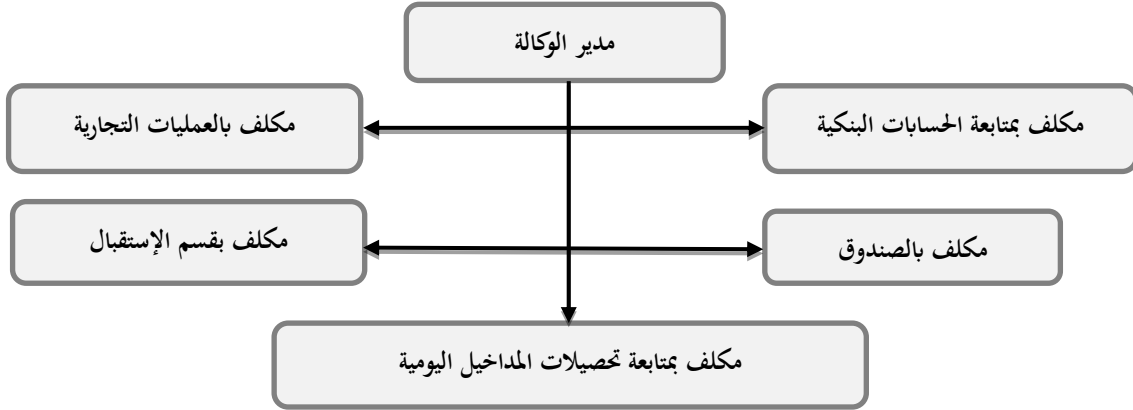 مدير الوكالة
مكلف بمتابعة الحسابات البنكية
مكلف بالعمليات التجارية
مكلف بالصندوق
مكلف بقسم الإستقبال
مكلف بمتابعة تحصيلات المداخيل اليومية